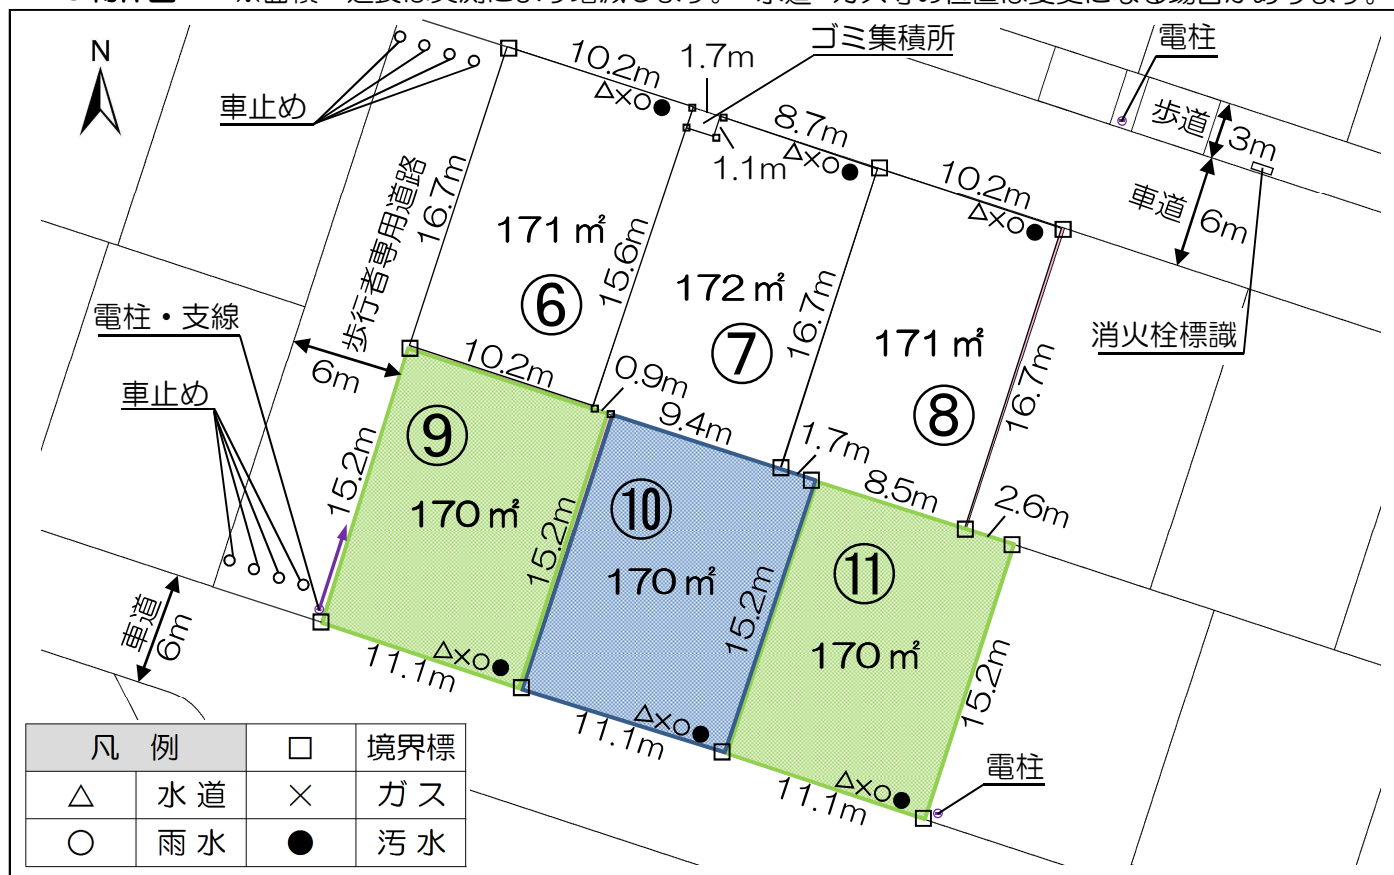 N
車止め
10.2m
1.7m
ゴミ集積所
電柱
△×○●
1.1m
8.7m
△×○●
歩道
3m
歩行者専用道路
16.7m
10.2m
△×○●
車道
6m
171㎡
⑥
15.6m
172㎡
⑦
16.7m
171㎡
⑧
16.7m
消火栓標識
電柱・支線
6m
車止め
10.2m
0.9m
9.4m
1.7m
8.5m
2.6m
⑨
170㎡
15.2m
15.2m
⑩
170㎡
15.2m
⑪
170㎡
15.2m
車道
6m
△×○●
11.1m
△×○●
11.1m
△×○●
11.1m
電柱
凡 例 □ 境界標
△ 水道 × ガス
○ 雨水 ● 汚水